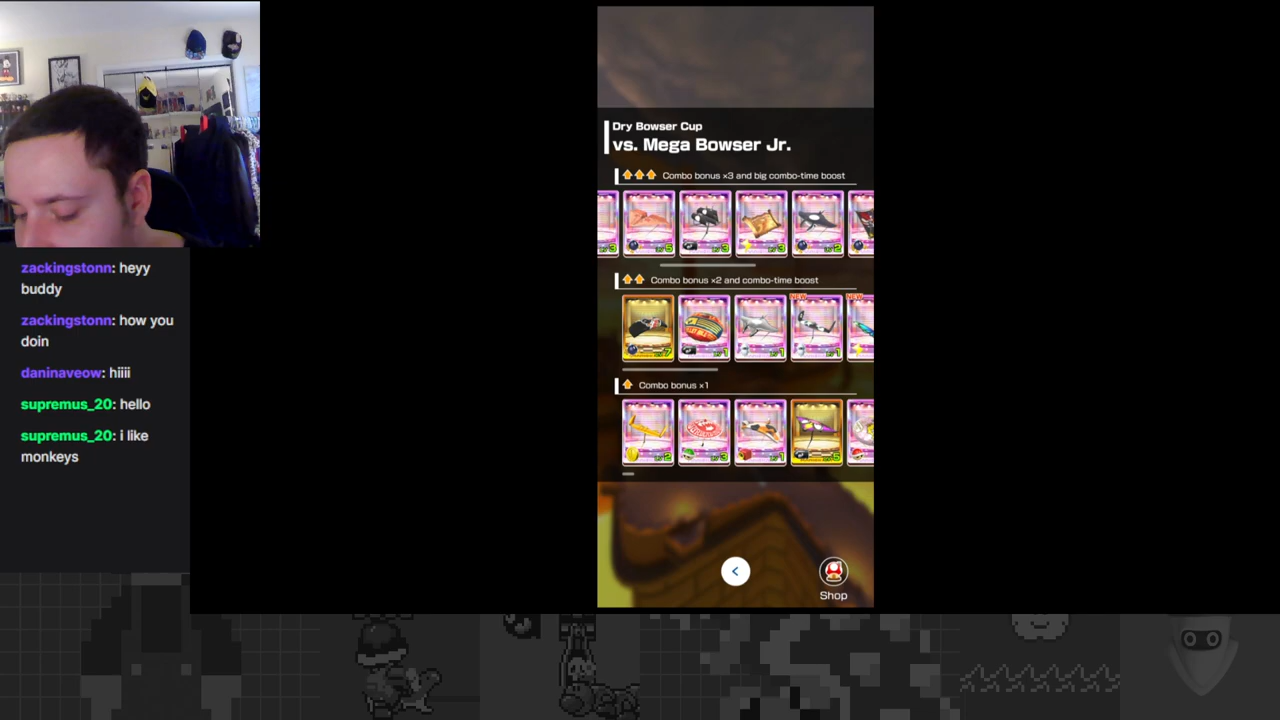 zackingstonn: heyy
buddy
zackingstonn: how you
doin
daninaveow: hiiii
supremus_20: hello
supremus_20: i like
monkeys
Dry Bowser Cup
vs. Mega Bowser Jr.
Combo bonus ×3 and big combo-time boost
Combo bonus ×2 and combo-time boost
NEW
NEW
Combo bonus ×1
Shop